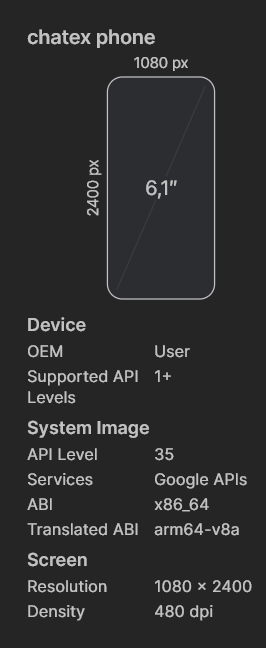 chatex phone
1080 px
2400 px
6,1″
Device
OEM User
Supported API Levels 1+
System Image
API Level 35
Services Google APIs
ABI x86_64
Translated ABI arm64-v8a
Screen
Resolution 1080 × 2400
Density 480 dpi